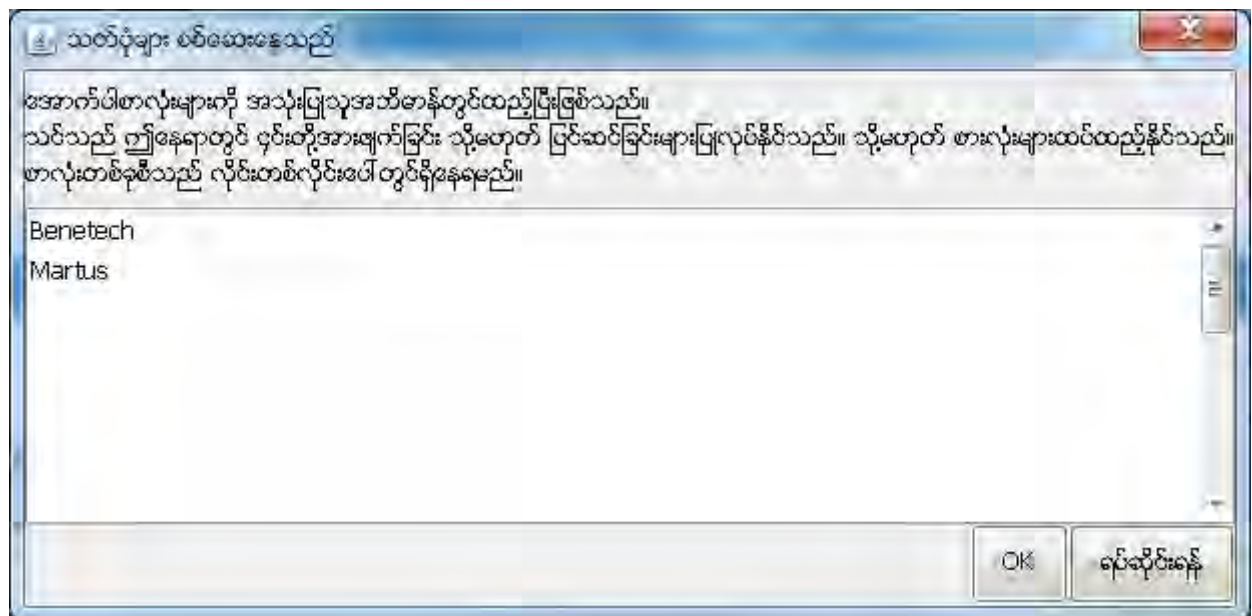 သတ်ပုံများ စစ်ဆေးနေသည်
အောက်ပါစာလုံးများကို အသုံးပြုသူအဘိဓာန်တွင်ထည့်ပြီးဖြစ်သည်။
သင်သည် ဤနေရာတွင် ၄င်းတို့အားဖျက်ခြင်း သို့မဟုတ် ပြင်ဆင်ခြင်းများပြုလုပ်နိုင်သည်။ သို့မဟုတ် စားလုံးများထပ်ထည့်နိုင်သည်။
စာလုံးတစ်ခုစီသည် လိုင်းတစ်လိုင်းပေါ်တွင်ရှိနေရမည်။
Benetech
Martus
OK ရပ်ဆိုင်းရန်